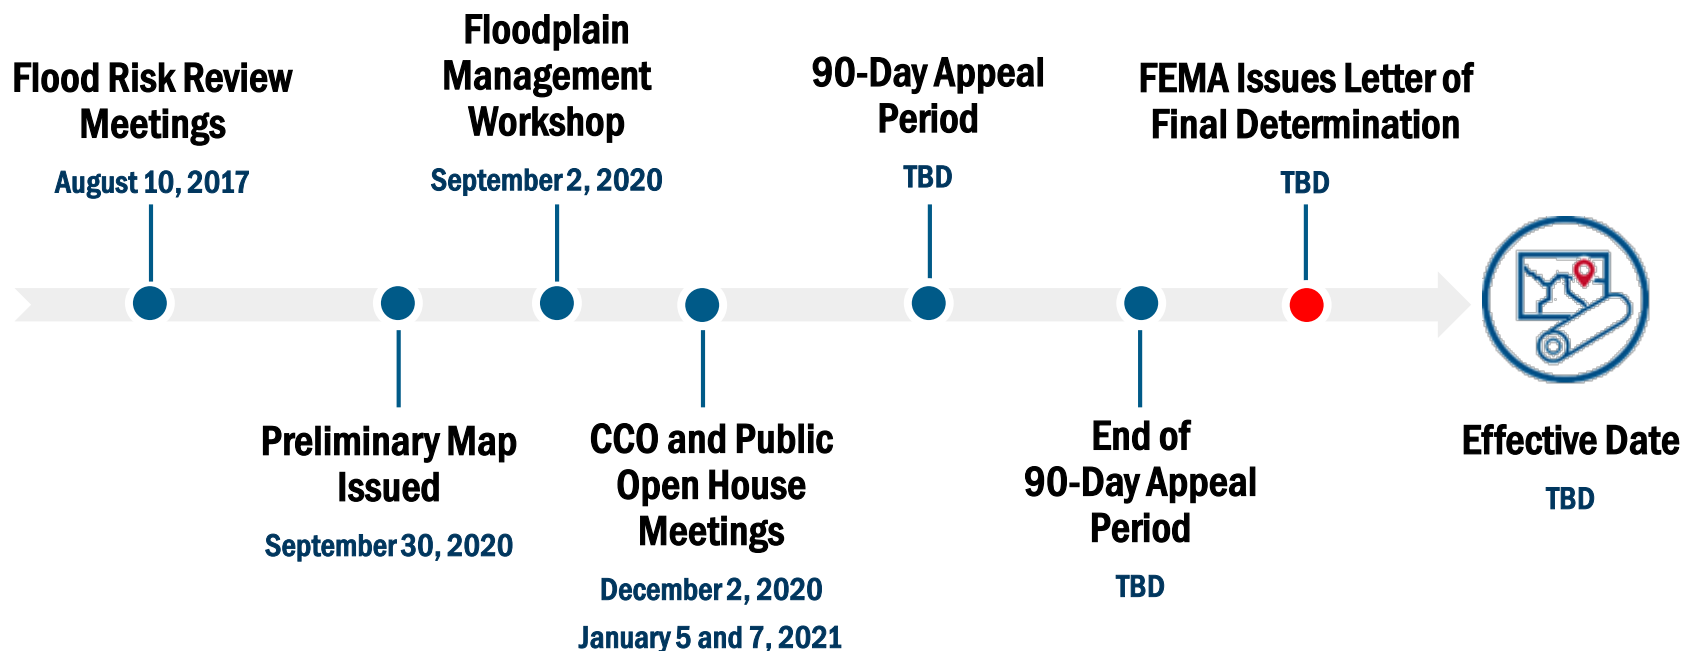 Flood Risk Review
Meetings
August 10, 2017
Preliminary Map
Issued
September 30, 2020
Floodplain
Management
Workshop
September 2, 2020
CCO and Public
Open House
Meetings
December 2, 2020
January 5 and 7, 2021
90-Day Appeal
Period
TBD
End of
90-Day Appeal
Period
TBD
FEMA Issues Letter of
Final Determination
TBD
Effective Date
TBD